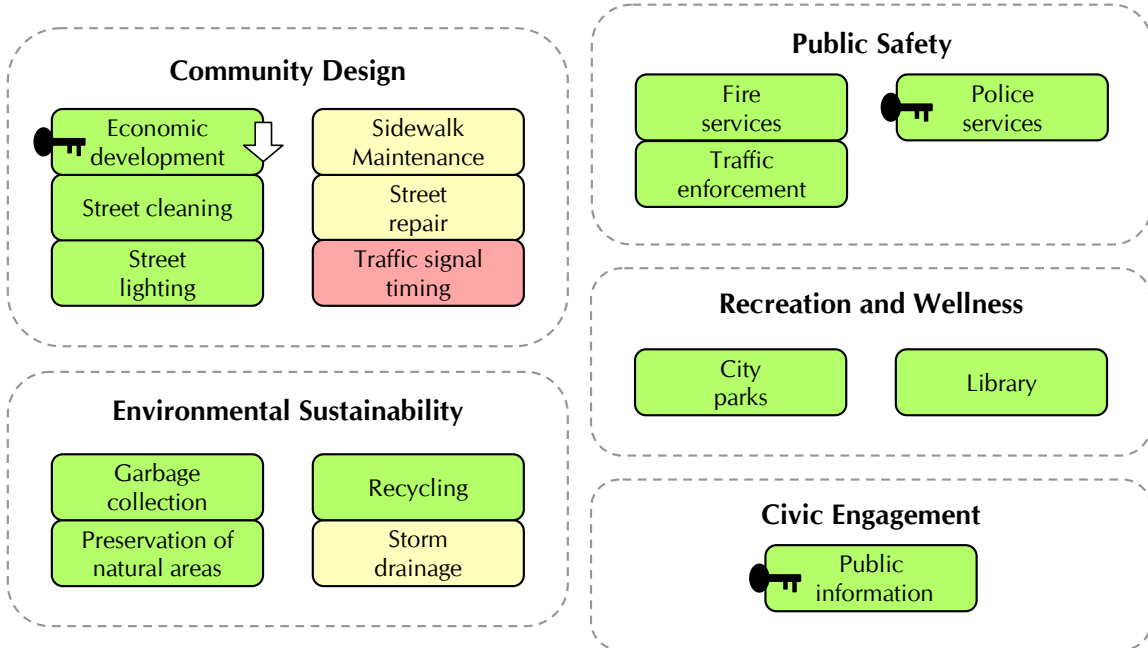 Community Design
Economic
development
Street cleaning
Street
lighting
Sidewalk
Maintenance
Street
repair
Traffic signal
timing
Environmental Sustainability
Garbage
collection
Preservation of
natural areas
Recycling
Storm
drainage
Public Safety
Fire
services
Traffic
enforcement
Police
services
Recreation and Wellness
City
parks
Library
Civic Engagement
Public
information